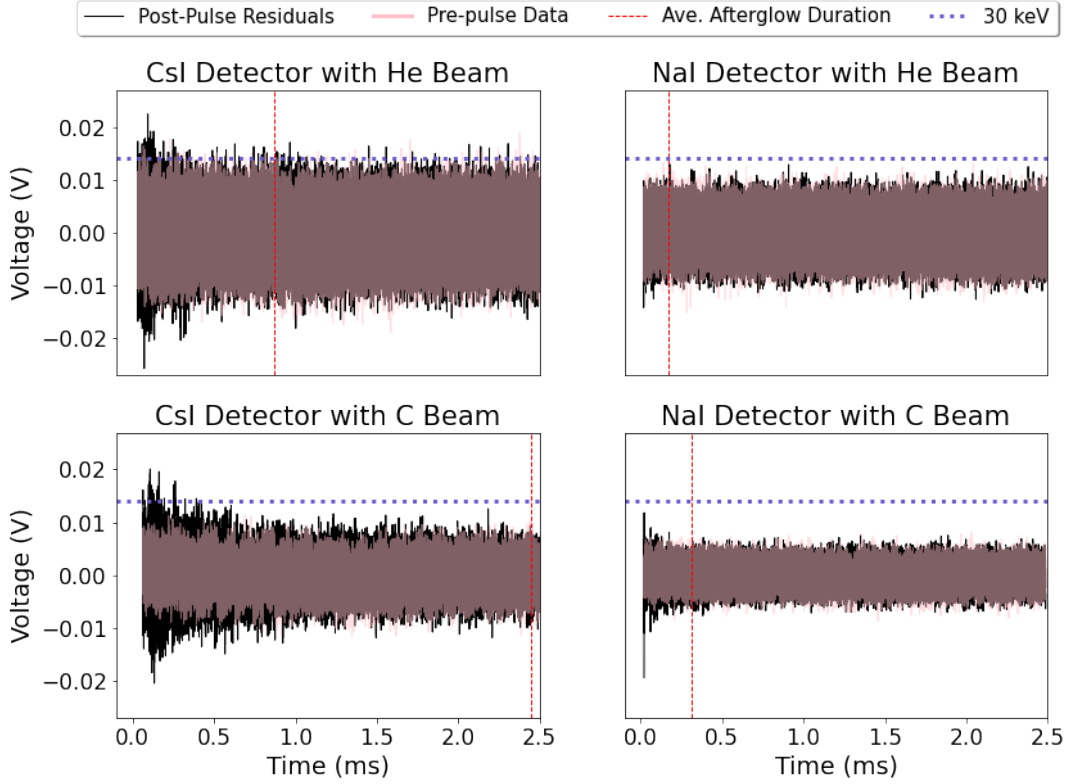 Post-Pulse Residuals Pre-pulse Data Ave. Afterglow Duration 30 keV
CsI Detector with He Beam
0.02
0.01
0.00
−0.01
−0.02
Voltage (V)
NaI Detector with He Beam
CsI Detector with C Beam
0.02
0.01
0.00
−0.01
−0.02
Voltage (V)
0.0 0.5 1.0 1.5 2.0 2.5
Time (ms)
NaI Detector with C Beam
0.0 0.5 1.0 1.5 2.0 2.5
Time (ms)